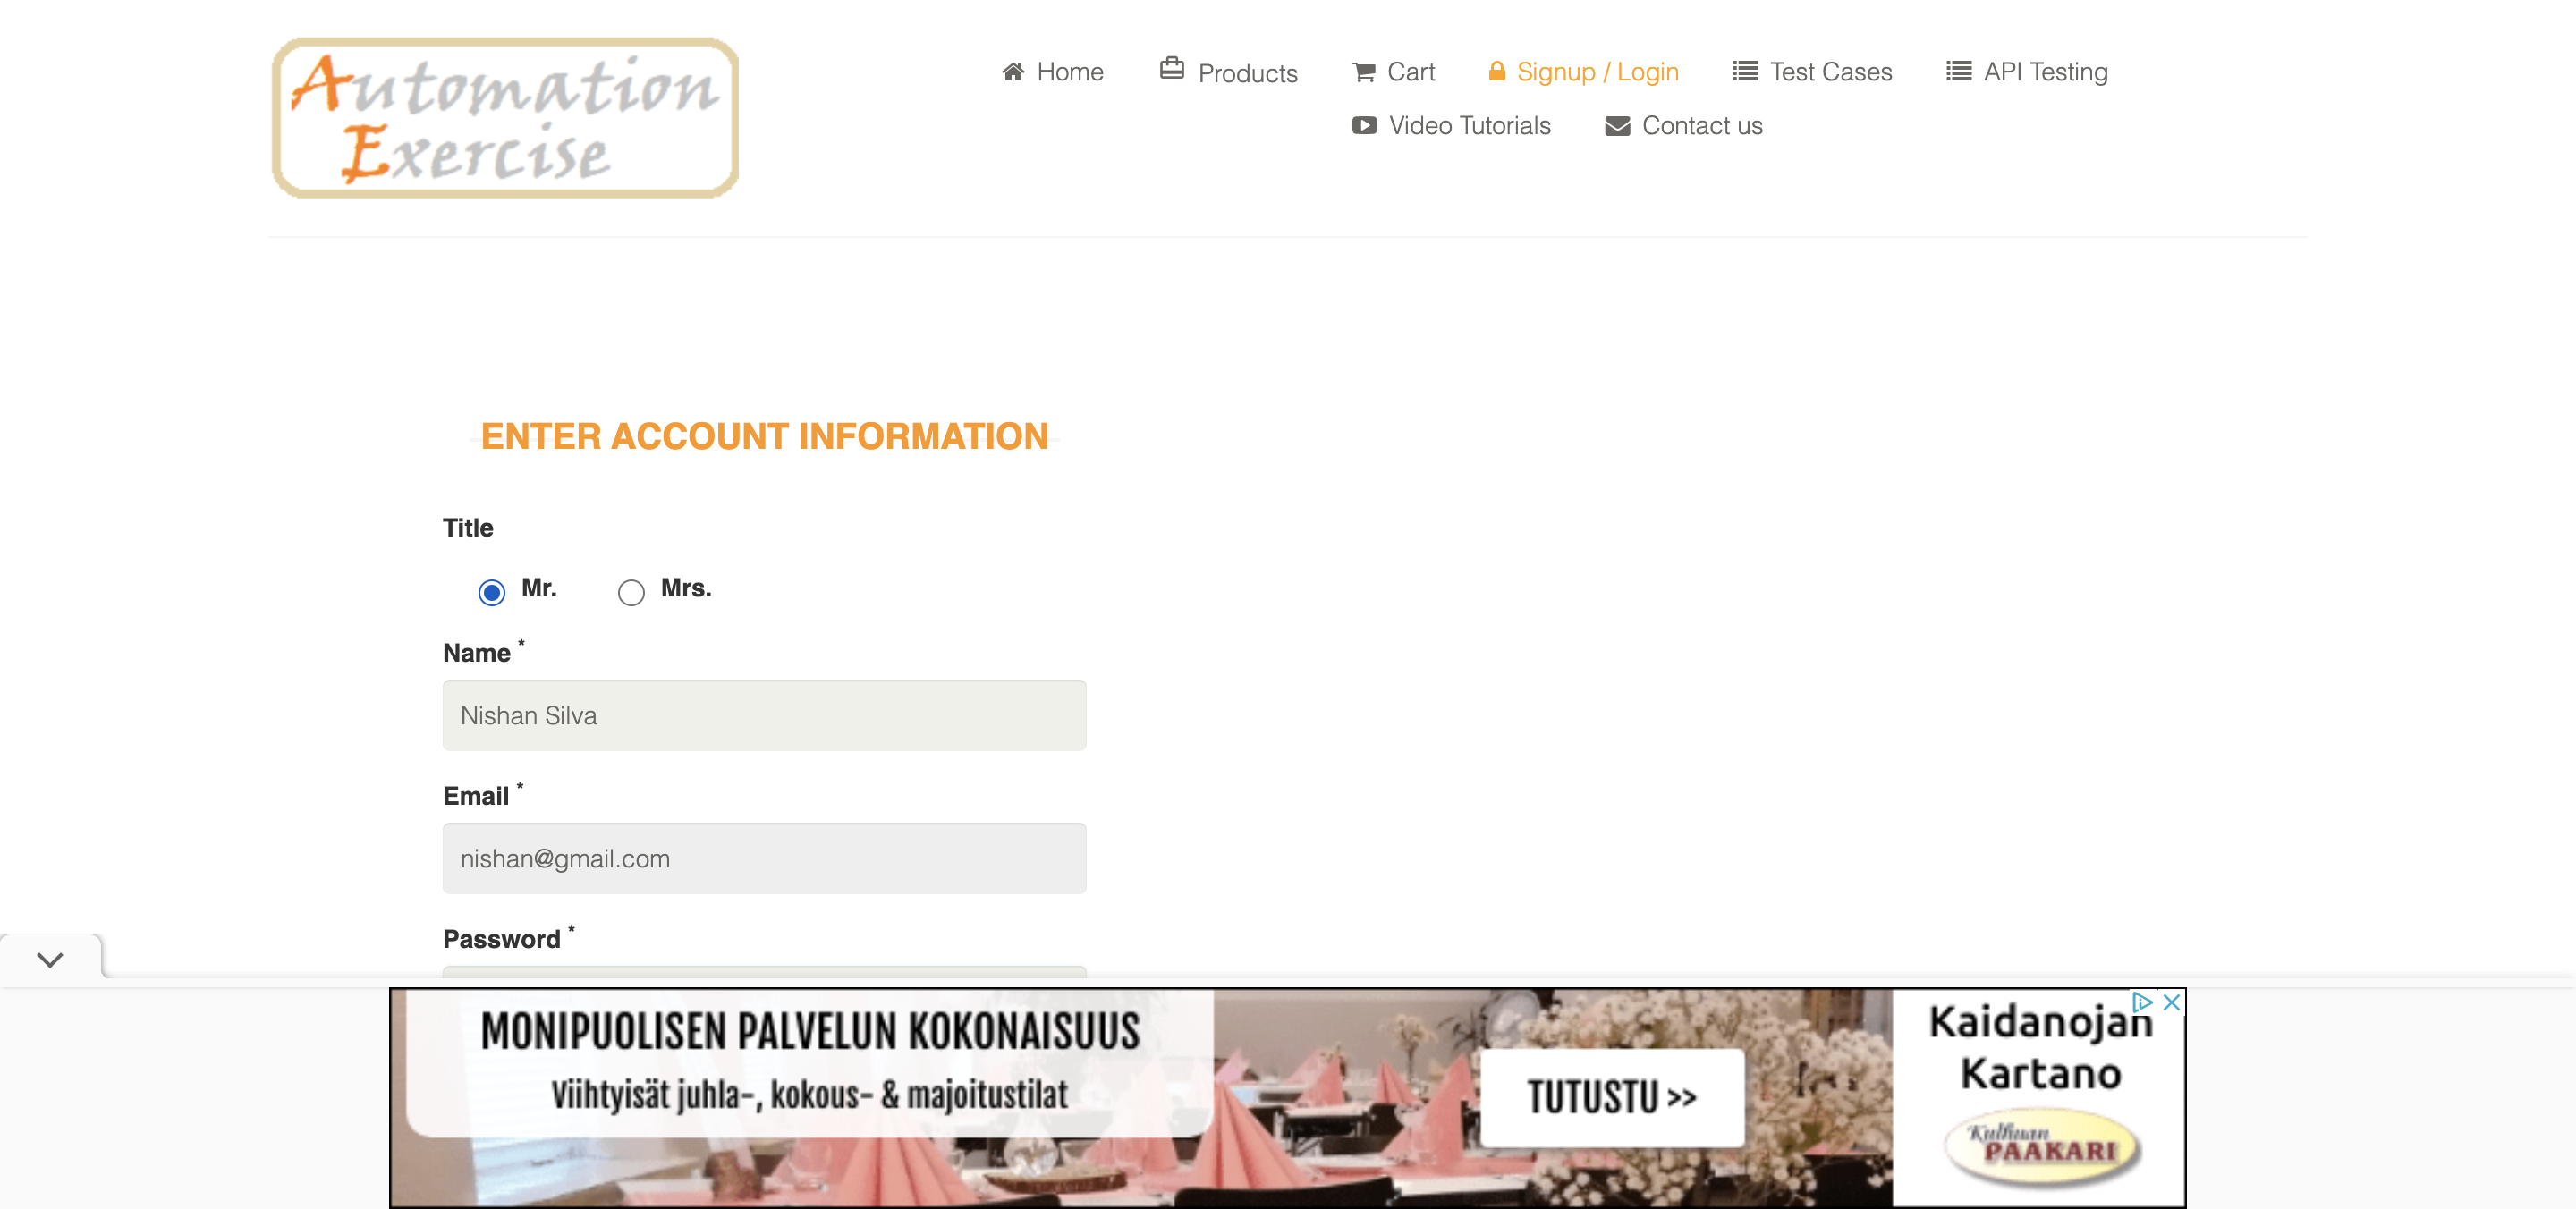 Automation
Exercise
Home
Products
Cart
Signup / Login
Test Cases
API Testing
Video Tutorials
Contact us
ENTER ACCOUNT INFORMATION
Title
Mr.
Mrs.
Name *
Nishan Silva
Email *
nishan@gmail.com
Password *
MONIPUOLISEN PALVELUN KOKONAISUUS
Viihtyisät juhla-, kokous- & majoitustilat
TUTUSTU >>
Kaidanojan
Kartano
Kulhuan
PAAKARI